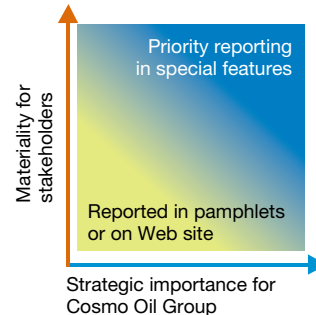 Priority reporting
in special features
Materiality for
stakeholders
Reported in pamphlets
or on Web site
Strategic importance for
Cosmo Oil Group